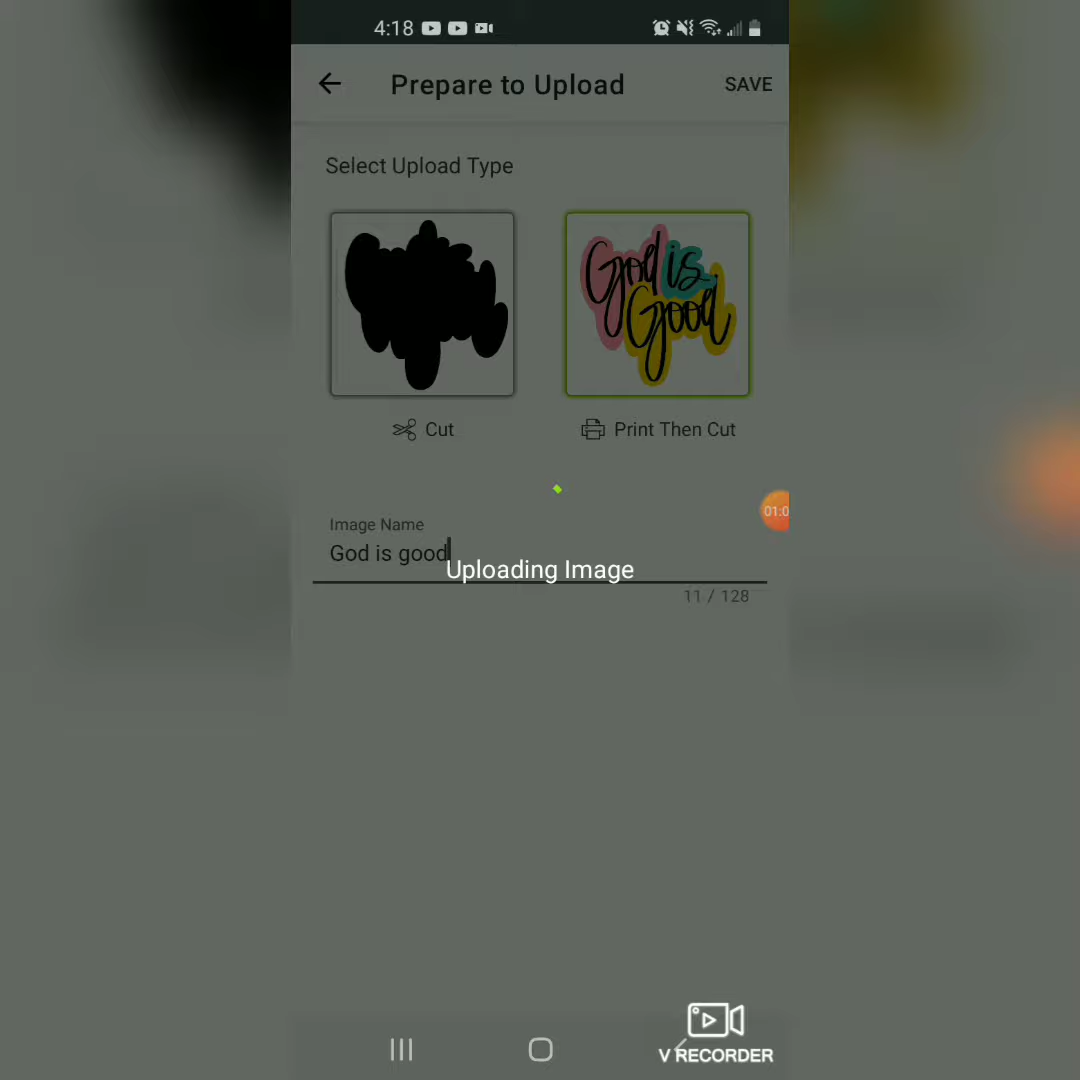 4:18
Prepare to Upload SAVE
Select Upload Type
God is
Good
Cut Print Then Cut
01:0
Image Name
God is good
Uploading Image
11 / 128
V RECORDER